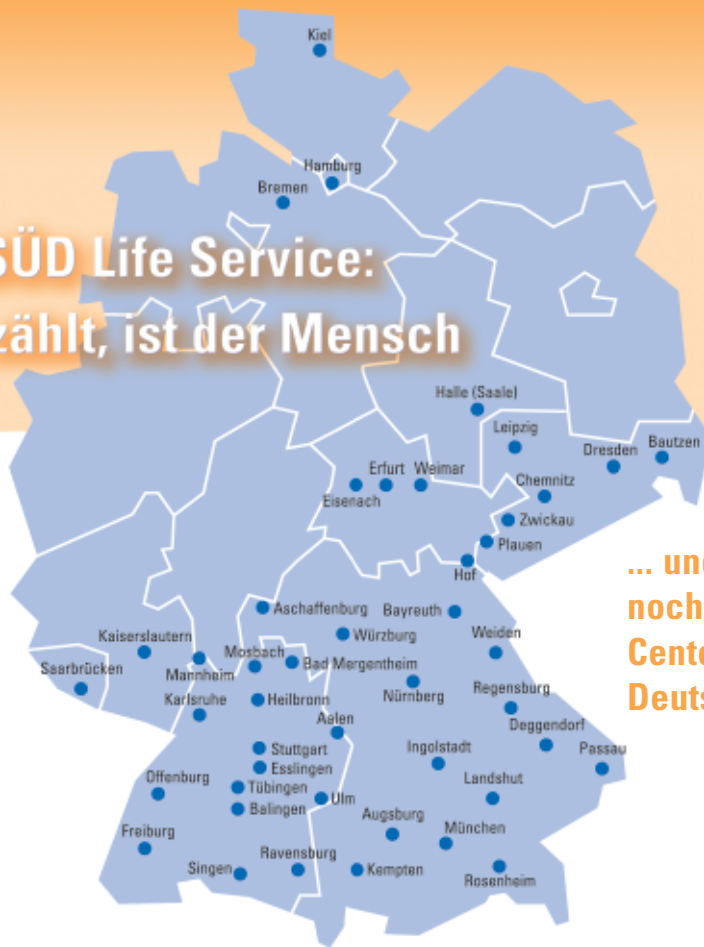 Kiel
Hamburg
Bremen
SÜD Life Service:
zählt, ist der Mensch
Halle (Saale)
Leipzig
Dresden
Bautzen
Erfurt
Weimar
Eisenach
Chemnitz
Zwickau
Plauen
Hof
... und
noch
Deuts
Aschaffenburg
Bayreuth
Würzburg
Weiden
Kaiserslautern
Mosbach
Bad Mergentheim
Saarbrücken
Mannheim
Karlsruhe
Heilbronn
Nürnberg
Regensburg
Aalen
Deggendorf
Stuttgart
Ingolstadt
Passau
Esslingen
Offenburg
Tübingen
Landshut
Balingen
Ulm
Augsburg
Freiburg
München
Ravensburg
Singen
Kempten
Rosenheim